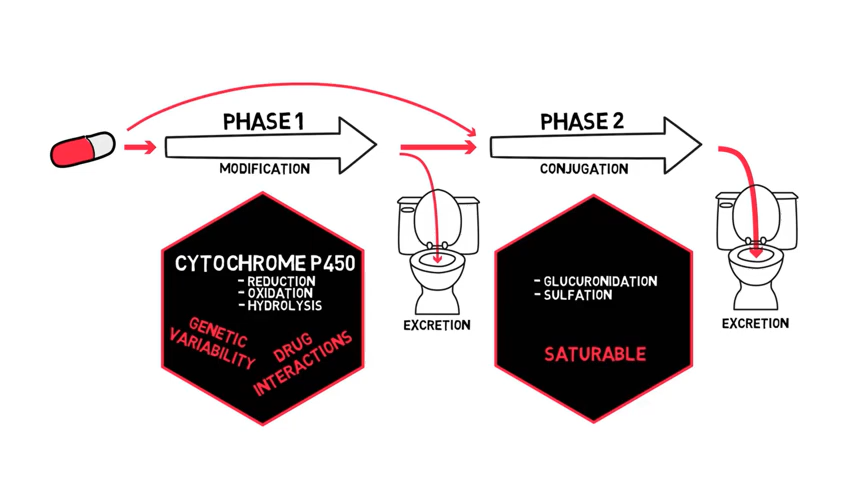 PHASE 1
MODIFICATION
CYTOCHROME P450
- REDUCTION
- OXIDATION
- HYDROLYSIS
GENETIC
VARIABILITY
DRUG
INTERACTIONS
EXCRETION
PHASE 2
CONJUGATION
- GLUCURONIDATION
- SULFATION
SATURABLE
EXCRETION